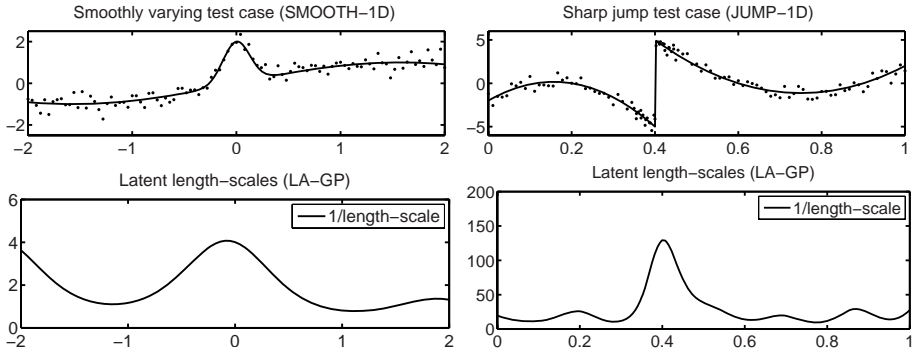 Smoothly varying test case (SMOOTH−1D)
2
0
−2
−2 −1 0 1 2
Sharp jump test case (JUMP−1D)
5
0
−5
0 0.2 0.4 0.6 0.8 1
Latent length−scales (LA−GP)
6
4
2
0
1/length−scale
−2 −1 0 1 2
Latent length−scales (LA−GP)
200
150
100
50
0
1/length−scale
0 0.2 0.4 0.6 0.8 1